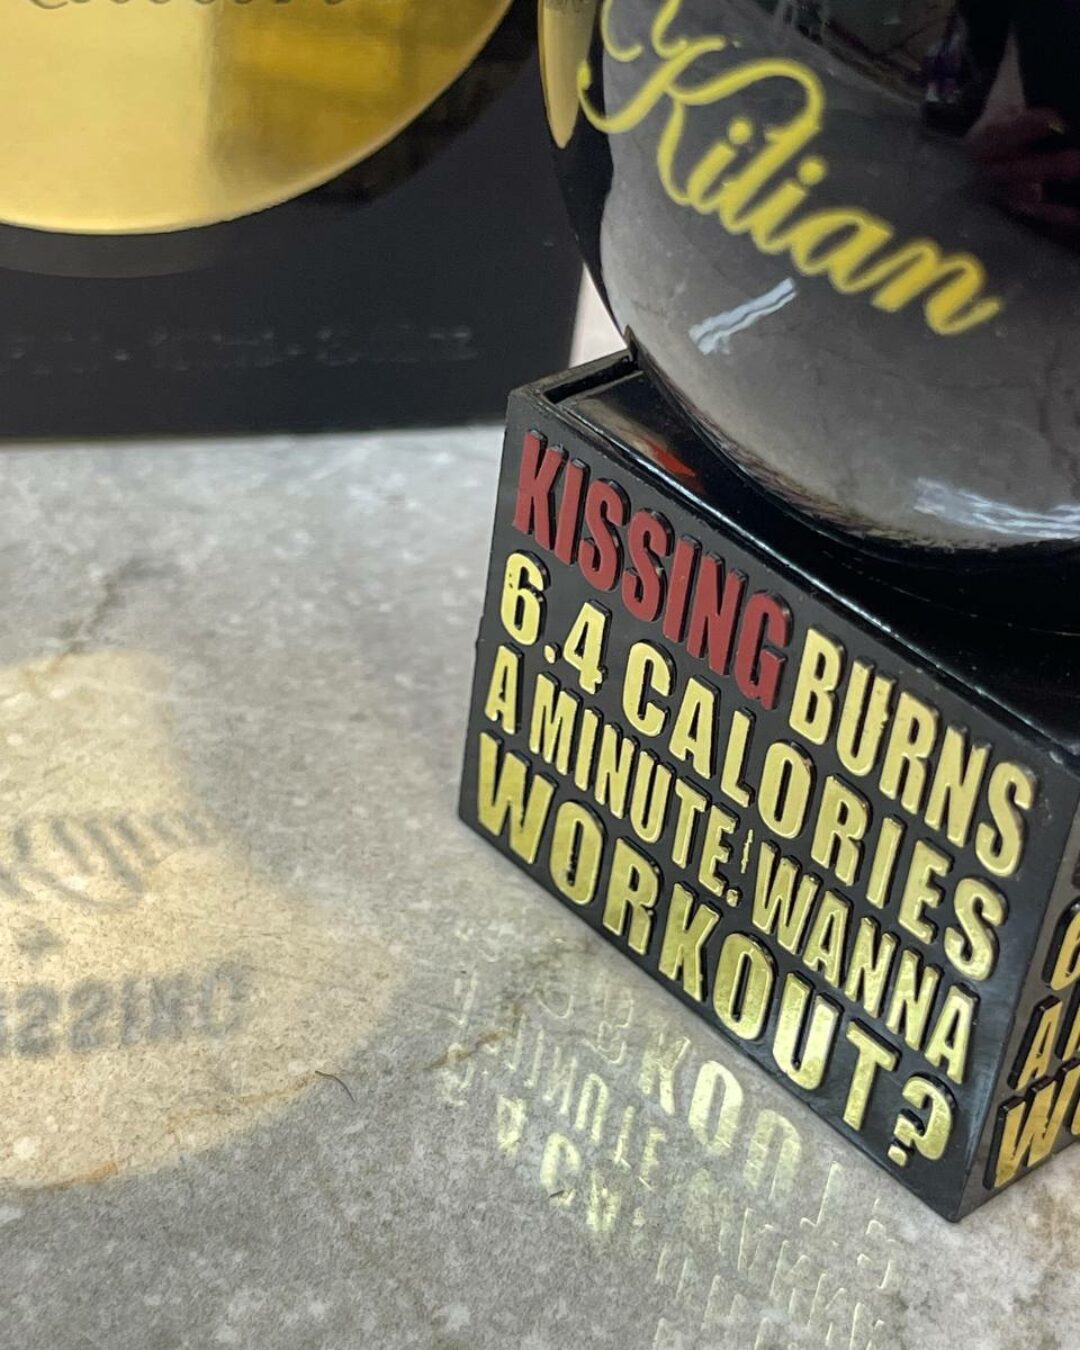 Kilian
KISSING BURNS
6.4 CALORIES
A MINUTE. WANNA
WORKOUT?